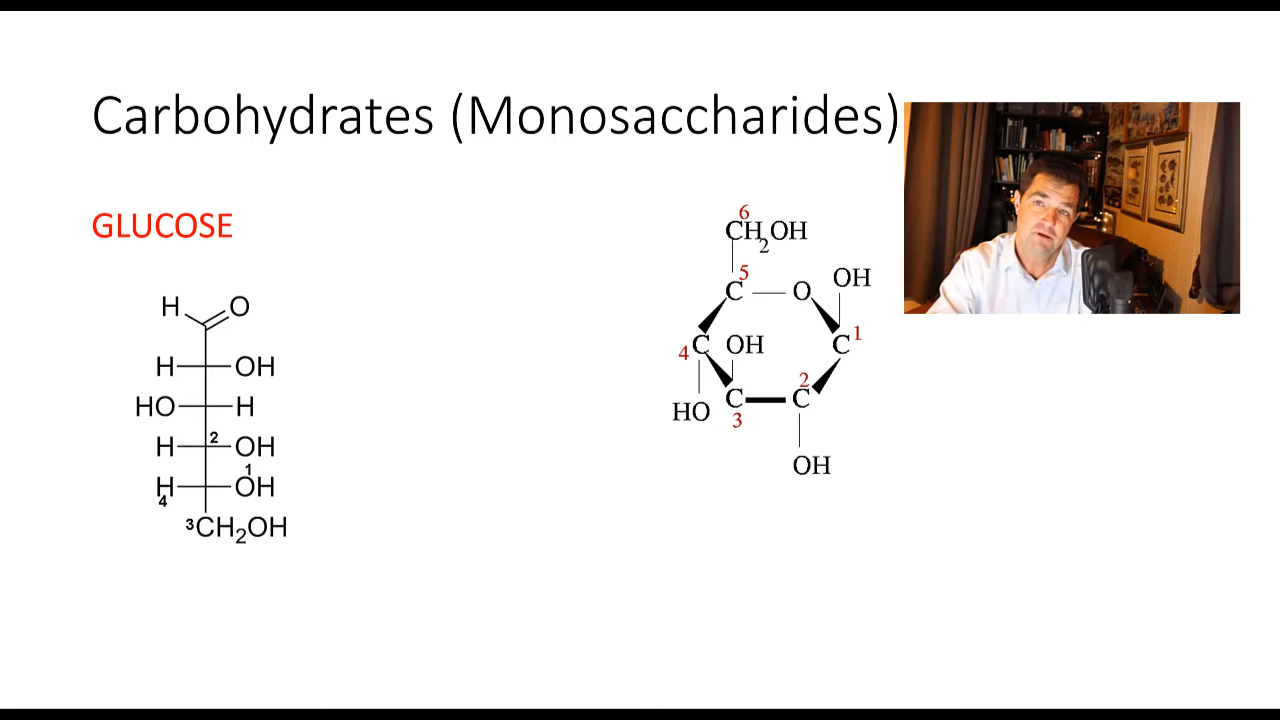 Carbohydrates (Monosaccharides)
GLUCOSE
H O
H OH
HO H
2
H OH
1
H OH
4
3CH2OH
6
CH2OH
5
C O OH
4 C OH C 1
2
HO C C
3
OH